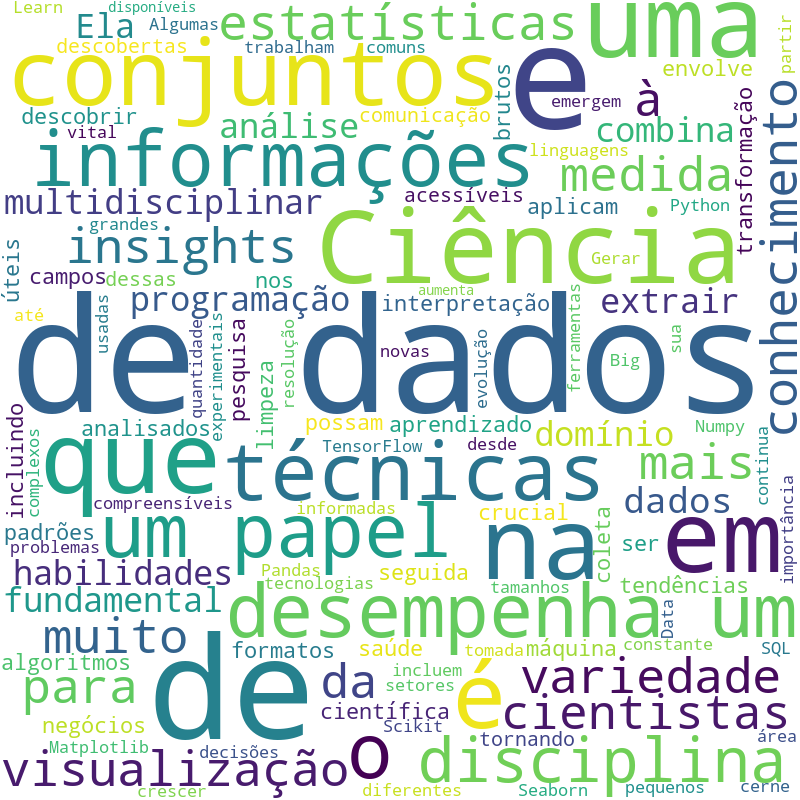 Learn
disponíveis
Ela
Algumas
estatísticas
uma
descobertas
trabalham
comuns
partir
conjuntos
e
envolve
brutos
emergem
à
descobrir
comunicação
vital
análise
combina
informações
linguagens
transformação
conhecimento
medida
multidisciplinar
acessíveis
aplicam
Python
grandes
Ciência
insights
Gerar
úteis
campos
dessas
nos
aumenta
programação
interpretação
extrair
até
usadas
de dados
quantidade
experimentais
pesquisa
limpeza
resolução
novas
evolução
ferramentas
Big
sua
possam
analisados
aprendizado
domínio
Numpy
incluindo
complexos
que
TensorFlow
desde
técnicas
mais
continua
compreensíveis
informadas
crucial
dados
importância
padrões
problemas
um papel
na
coleta
ser
em
habilidades
Pandas
tecnologias
seguida
tamanhos
tendências
fundamental
desempenha um
Data
muito
formatos
saúde
tomada
máquina
constante
SQL
algoritmos
de
da
incluem
setores
é
variedade
para
científica
Scikit
cientistas
negócios
Matplotlib
decisões
o
tornando
área
visualização
disciplina
crescer
diferentes
Seaborn
pequenos
cerne